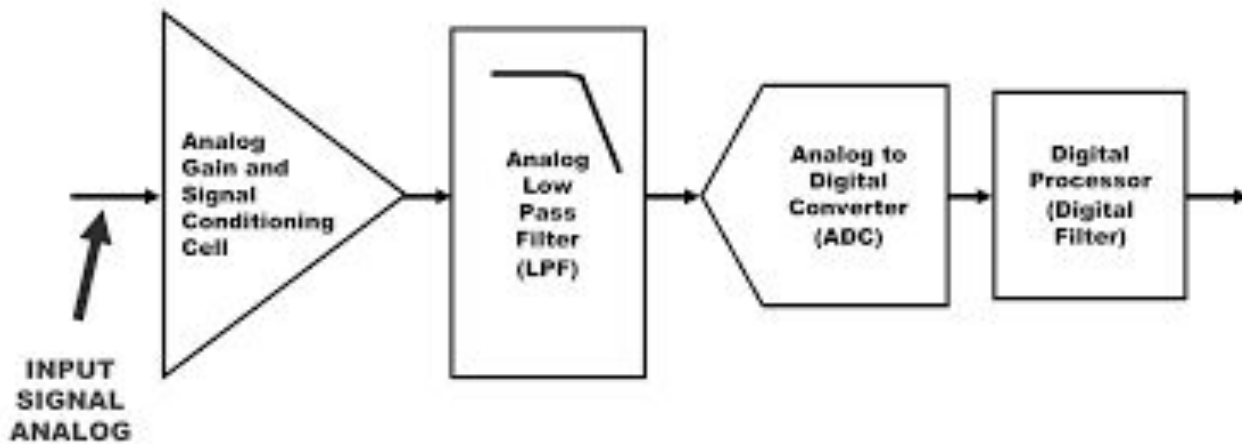 Analog
Gain and
Signal
Conditioning
Cell
Analog
Low
Pass
Filter
(LPF)
Analog to
Digital
Converter
(ADC)
Digital
Processor
(Digital
Filter)
INPUT
SIGNAL
ANALOG